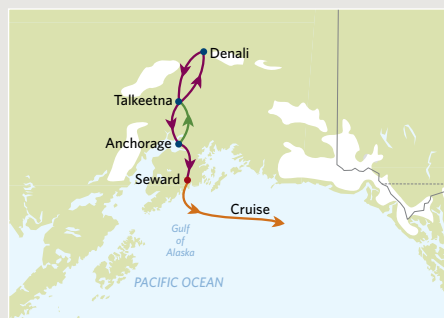 Denali
Talkeetna
Anchorage
Seward
Cruise
Gulf
of
Alaska
PACIFIC OCEAN